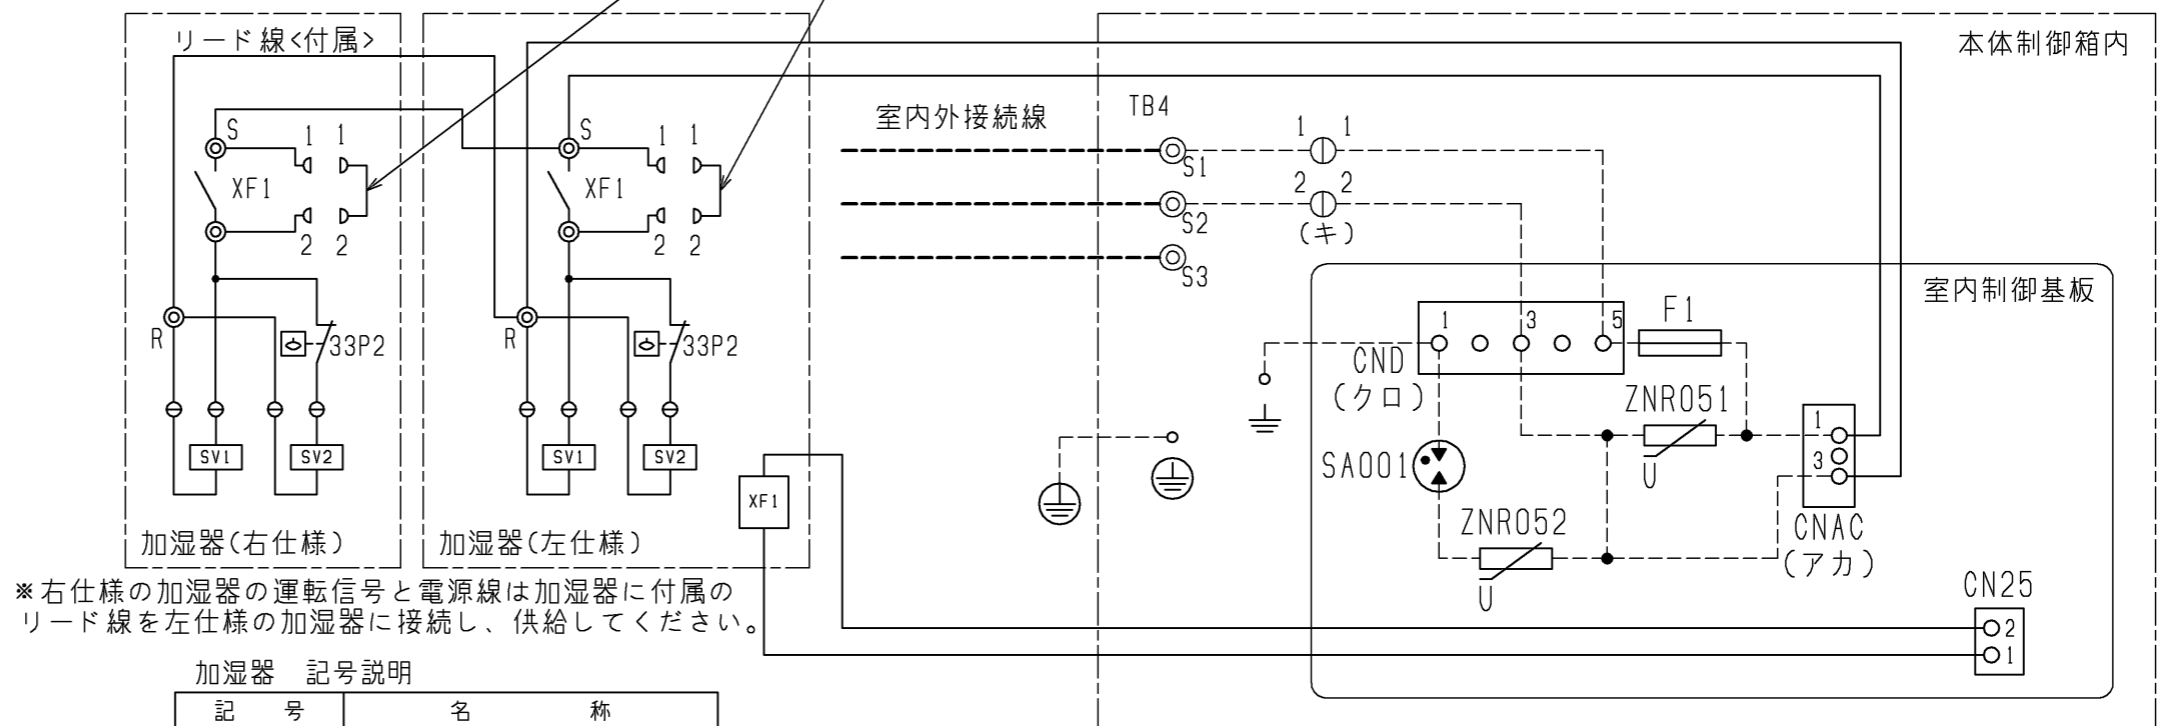 リード線<付属>
本体制御箱内
室内外接続線
TB4
S
1
1
XF1
2
2
R
33P2
SV1
SV2
加湿器(右仕様)
S
1
1
XF1
2
2
R
33P2
SV1
SV2
XF1
加湿器(左仕様)
S1
1
1
S2
2
2
(キ)
S3
室内制御基板
1
3
5
F1
CND
(クロ)
ZNR051
U
SA001
ZNR052
U
1
3
CNAC
(アカ)
CN25
2
1
※右仕様の加湿器の運転信号と電源線は加湿器に付属の
リード線を左仕様の加湿器に接続し、供給してください。
加湿器 記号説明
記 号 名 称